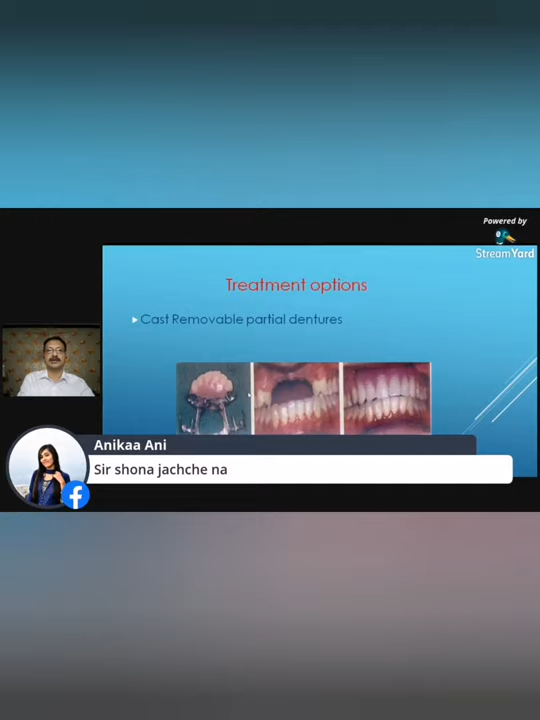 Powered by
StreamYard
Treatment options
Cast Removable partial dentures
Anikaa Ani
Sir shona jachche na